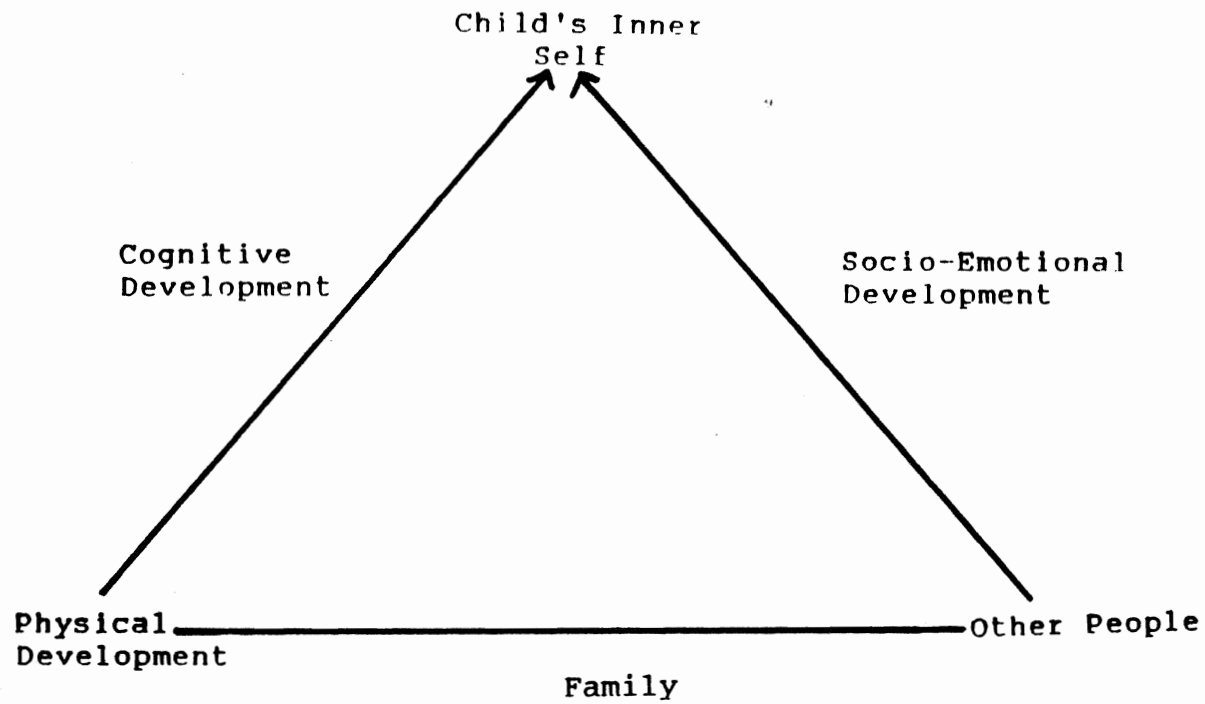 Child's Inner
Self
Cognitive
Development
Socio-Emotional
Development
Physical
Development
Other People
Family